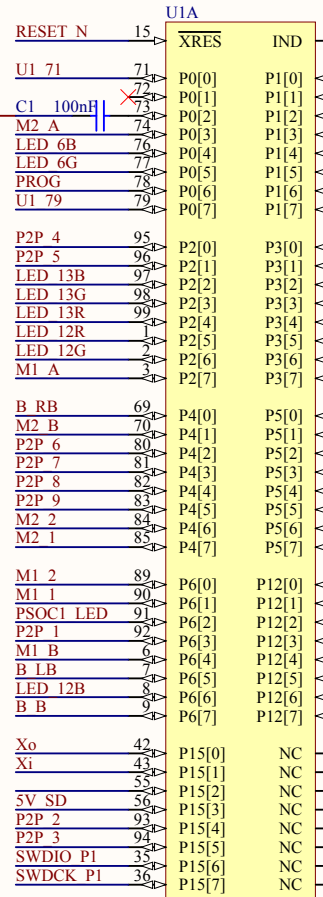 U1A
RESET_N 15 XRES IND
U1_71 71 P0[0] P1[0]
72 P0[1] P1[1]
C1 100nF 73 P0[2] P1[2]
M2_A 74 P0[3] P1[3]
LED_6B 76 P0[4] P1[4]
LED_6G 77 P0[5] P1[5]
PROG 78 P0[6] P1[6]
U1_79 79 P0[7] P1[7]
P2P_4 95 P2[0] P3[0]
P2P_5 96 P2[1] P3[1]
LED_13B 97 P2[2] P3[2]
LED_13G 98 P2[3] P3[3]
LED_13R 99 P2[4] P3[4]
LED_12R 1 P2[5] P3[5]
LED_12G 2 P2[6] P3[6]
M1_A 3 P2[7] P3[7]
B_RB 69 P4[0] P5[0]
M2_B 70 P4[1] P5[1]
P2P_6 80 P4[2] P5[2]
P2P_7 81 P4[3] P5[3]
P2P_8 82 P4[4] P5[4]
P2P_9 83 P4[5] P5[5]
M2_2 84 P4[6] P5[6]
M2_1 85 P4[7] P5[7]
M1_2 89 P6[0] P12[0]
M1_1 90 P6[1] P12[1]
PSOC1_LED 91 P6[2] P12[2]
P2P_1 92 P6[3] P12[3]
M1_B 6 P6[4] P12[4]
B_LB 7 P6[5] P12[5]
LED_12B 8 P6[6] P12[6]
B_B 9 P6[7] P12[7]
Xo 42 P15[0] NC
Xi 43 P15[1] NC
55 P15[2] NC
5V_SD 56 P15[3] NC
P2P_2 93 P15[4] NC
P2P_3 94 P15[5] NC
SWDIO_P1 35 P15[6] NC
SWDCK_P1 36 P15[7] NC